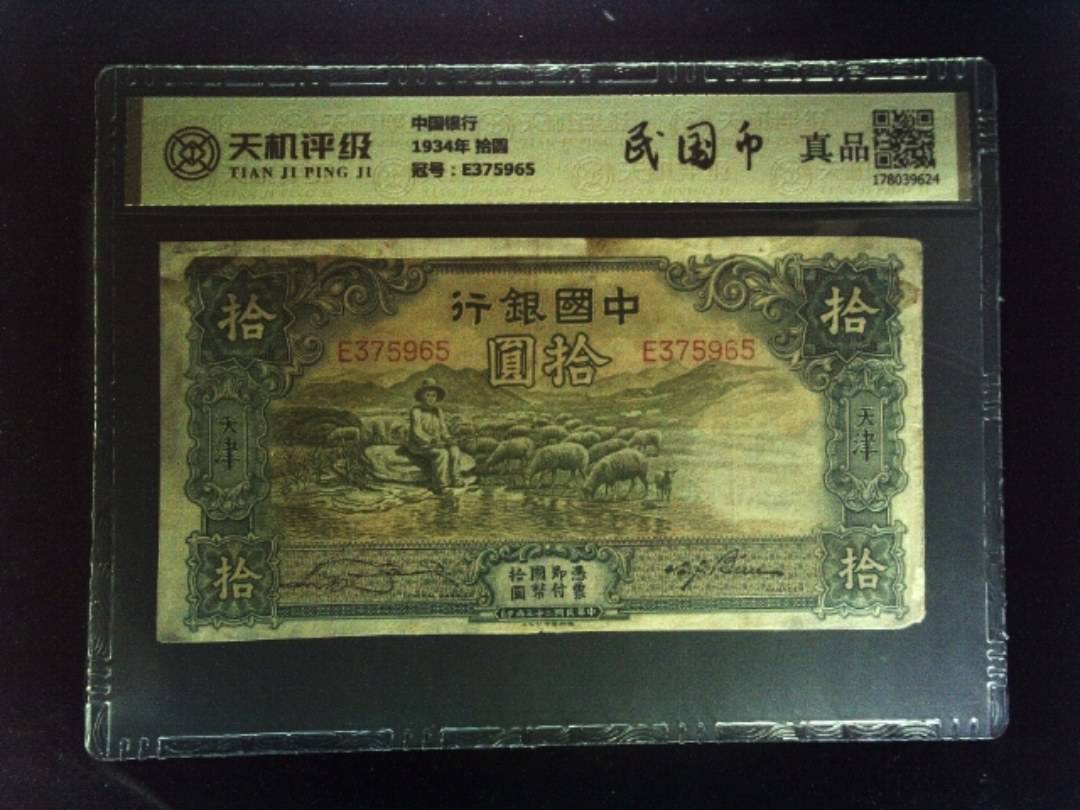 天机评级
TIAN JI PING JI
中国银行
1934年 拾圆
冠号：E375965
民国币
真品
178039624
拾
行銀國中
拾
E375965
圓拾
E375965
天津
天津
拾
憑票即付國幣拾圓
拾